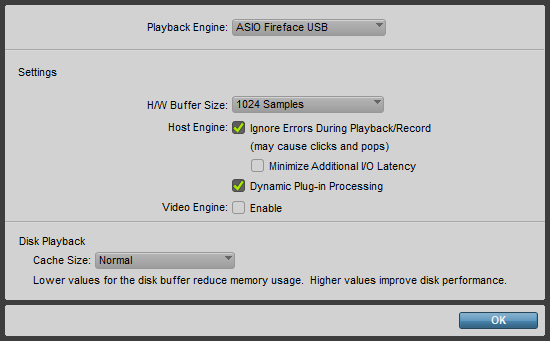 Playback Engine: ASIO Fireface USB
Settings
H/W Buffer Size: 1024 Samples
Host Engine: Ignore Errors During Playback/Record
(may cause clicks and pops)
Minimize Additional I/O Latency
Dynamic Plug-in Processing
Video Engine: Enable
Disk Playback
Cache Size: Normal
Lower values for the disk buffer reduce memory usage. Higher values improve disk performance.
OK